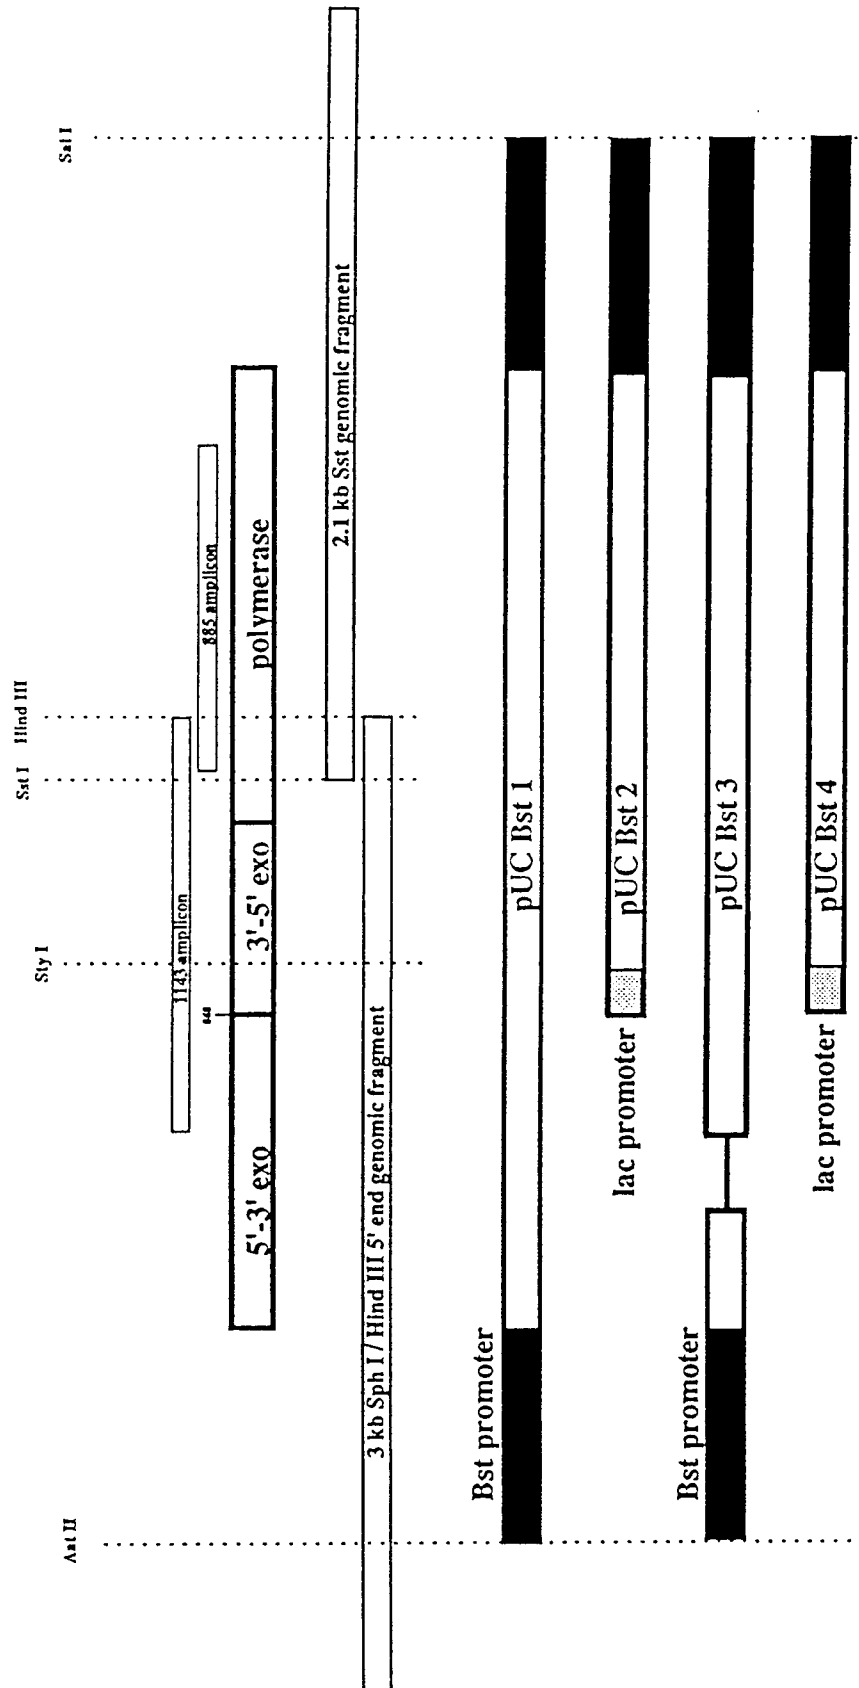 Aat II
Sty I
Sst I
Hind III
Sal I
1143 amplicon
885 amplicon
5'-3' exo
3'-5' exo
polymerase
2.1 kb Sst genomic fragment
3 kb Sph I / Hind III 5' end genomic fragment
Bst promoter
pUC Bst 1
lac promoter
pUC Bst 2
Bst promoter
pUC Bst 3
lac promoter
pUC Bst 4